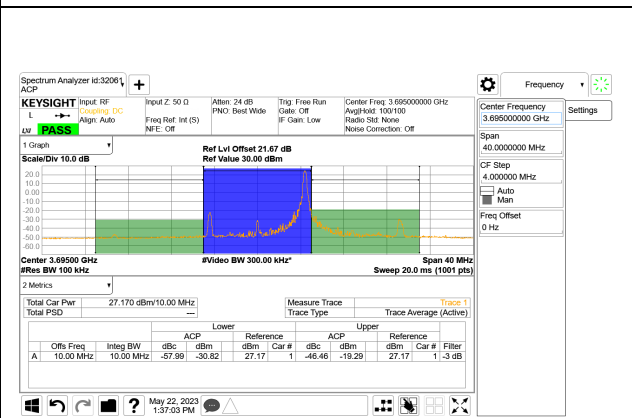 Spectrum Analyzer id:32061
ACP
Frequency
KEYSIGHT
L
LXI
PASS
Input: RF
Coupling: DC
Align: Auto
Input Z: 50 Ω
Freq Ref: Int (S)
NFE: Off
Atten: 24 dB
PNO: Best Wide
Trig: Free Run
Gate: Off
IF Gain: Low
Center Freq: 3.695000000 GHz
Avg|Hold: 100/100
Radio Std: None
Noise Correction: Off
Center Frequency
3.695000000 GHz
Settings
Span
40.0000000 MHz
CF Step
4.000000 MHz
Auto
Man
Freq Offset
0 Hz
1 Graph
Scale/Div 10.0 dB
Ref Lvl Offset 21.67 dB
Ref Value 30.00 dBm
20.0
10.0
0.00
-10.0
-20.0
-30.0
-40.0
-50.0
-60.0
Center 3.69500 GHz
#Video BW 300.00 kHz*
Span 40 MHz
#Res BW 100 kHz
Sweep 20.0 ms (1001 pts)
2 Metrics
Total Car Pwr 27.170 dBm/10.00 MHz
Total PSD ---
Measure Trace Trace 1
Trace Type Trace Average (Active)
Lower Upper
ACP Reference ACP Reference
Offs Freq Integ BW dBc dBm dBm Car # dBc dBm dBm Car # Filter
A 10.00 MHz 10.00 MHz -57.99 -30.82 27.17 1 -46.46 -19.29 27.17 1 -3 dB
?
May 22, 2023
1:37:03 PM